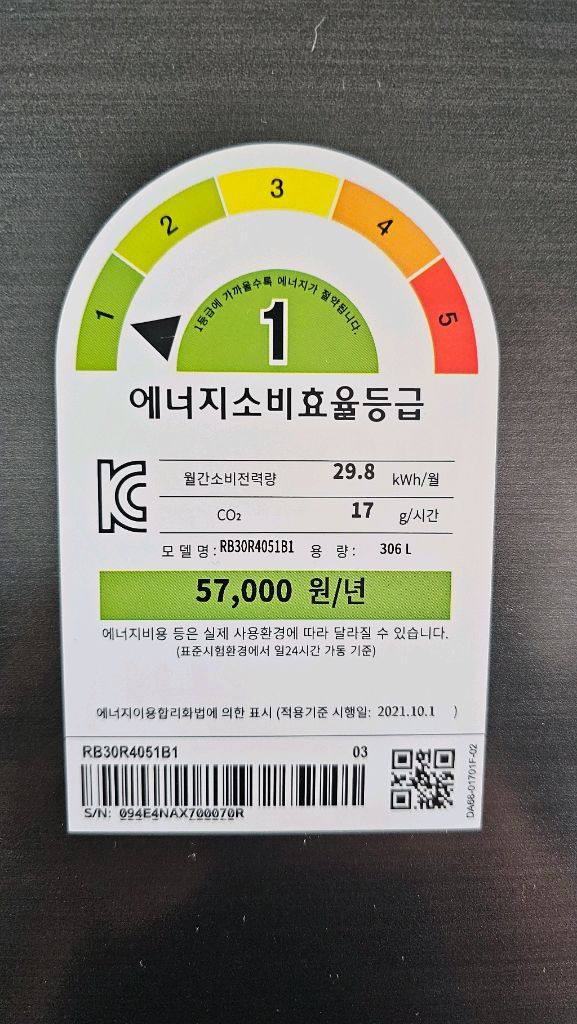 1 2 3 4 5
1등급에 가까울수록 에너지가 절약됩니다.
1
에너지소비효율등급
월간소비전력량 29.8 kWh/월
CO₂ 17 g/시간
모 델 명 : RB30R4051B1 용 량 : 306 L
57,000 원/년
에너지비용 등은 실제 사용환경에 따라 달라질 수 있습니다.
(표준시험환경에서 일24시간 가동 기준)
에너지이용합리화법에 의한 표시 (적용기준 시행일: 2021.10.1 )
RB30R4051B1 03
S/N: 094E4NAX700070R
DA68-01701F-02